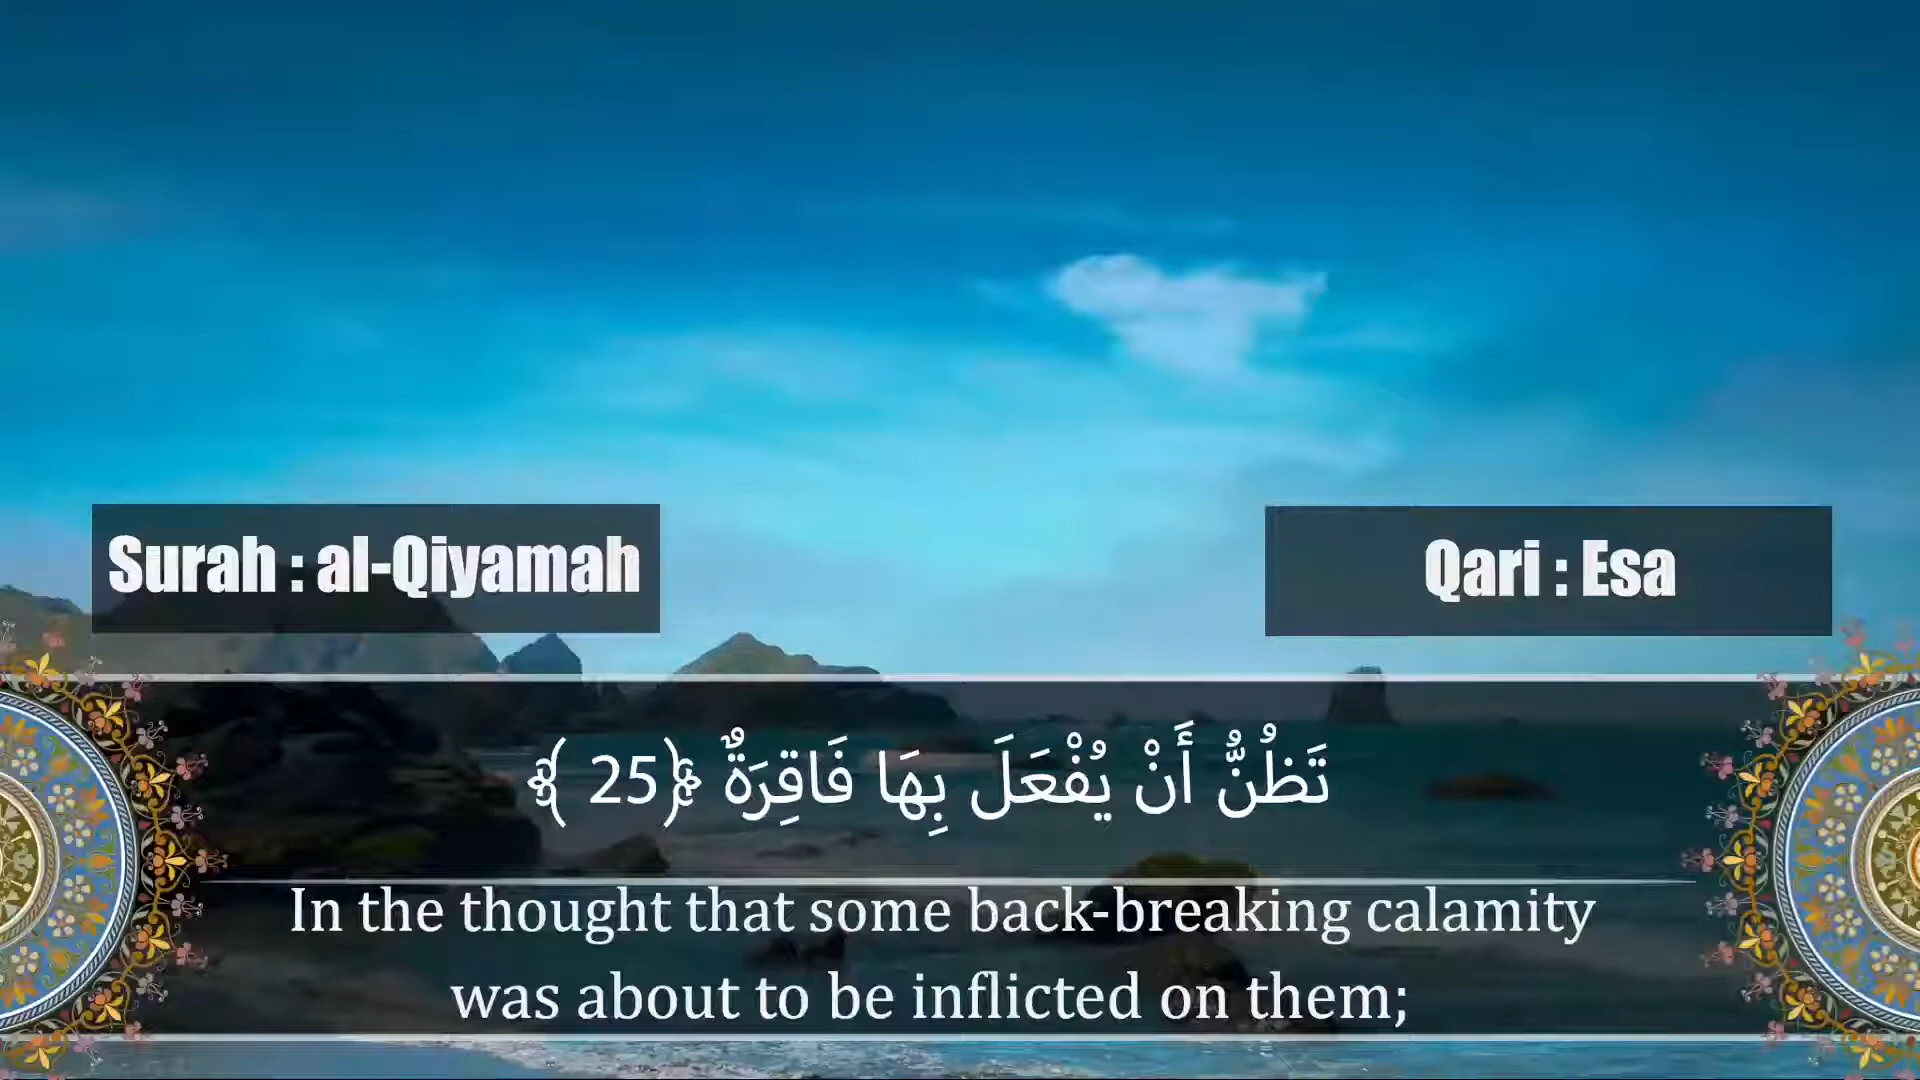 Surah : al-Qiyamah
Qari : Esa
تَظُنُّ أَنْ يُفْعَلَ بِهَا فَاقِرَةٌ ﴿25 ﴾
In the thought that some back-breaking calamity
was about to be inflicted on them;